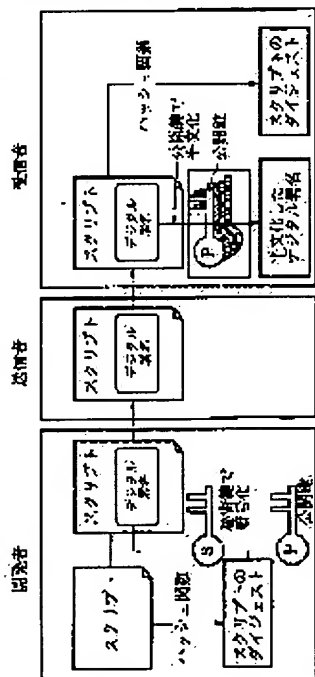 開発者
スクリプト
ハッシュ関数
スクリプトの
ダイジェスト
スクリプト
デジタル
署名
秘密鍵で
暗号化
S
P
公開鍵
送信者
スクリプト
デジタル
署名
受信者
スクリプト
デジタル
署名
ハッシュ関数
公開鍵で
平文化
公開鍵
P
平文化した
デジタル署名
スクリプトの
ダイジェスト